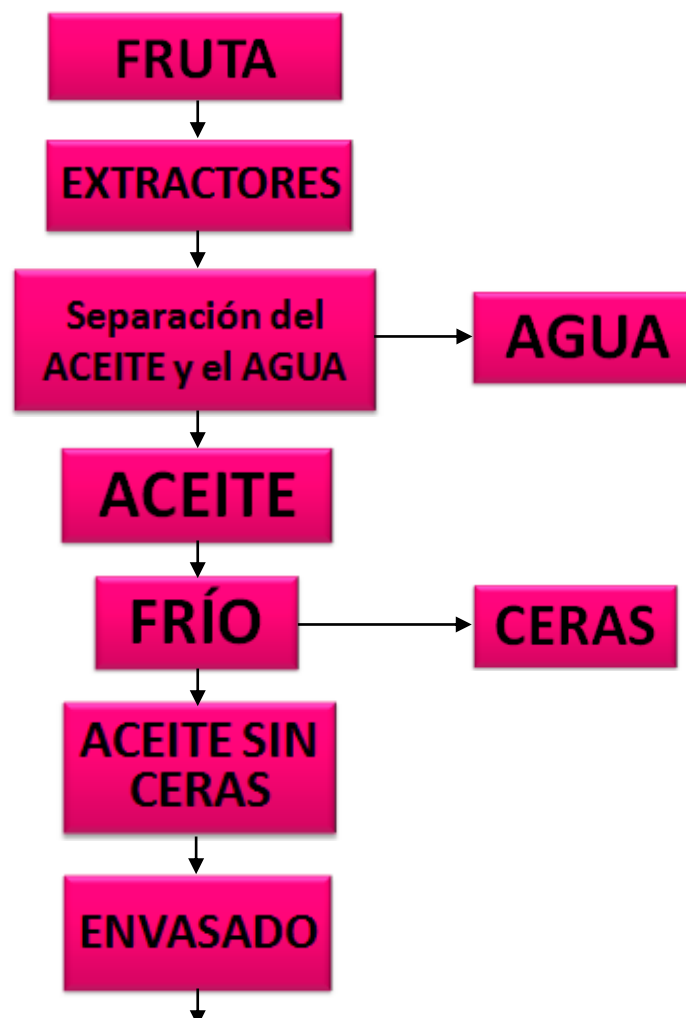 FRUTA
EXTRACTORES
Separación del
ACEITE y el AGUA
AGUA
ACEITE
FRÍO
CERAS
ACEITE SIN
CERAS
ENVASADO